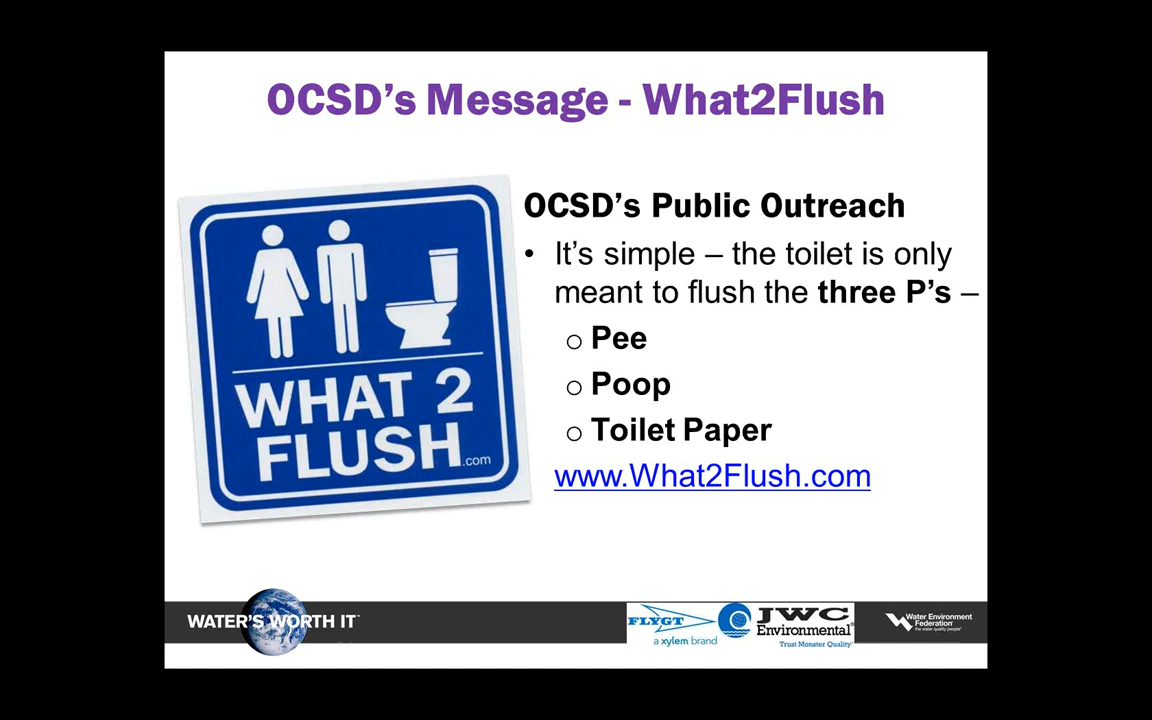 OCSD’s Message - What2Flush
WHAT 2
FLUSH.com
OCSD’s Public Outreach
• It’s simple – the toilet is only
meant to flush the three P’s –
o Pee
o Poop
o Toilet Paper
www.What2Flush.com
WATER'S WORTH IT™
FLYGT
a xylem brand
JWC
Environmental®
Trust Monster Quality™
Water Environment
Federation®
the water quality people®